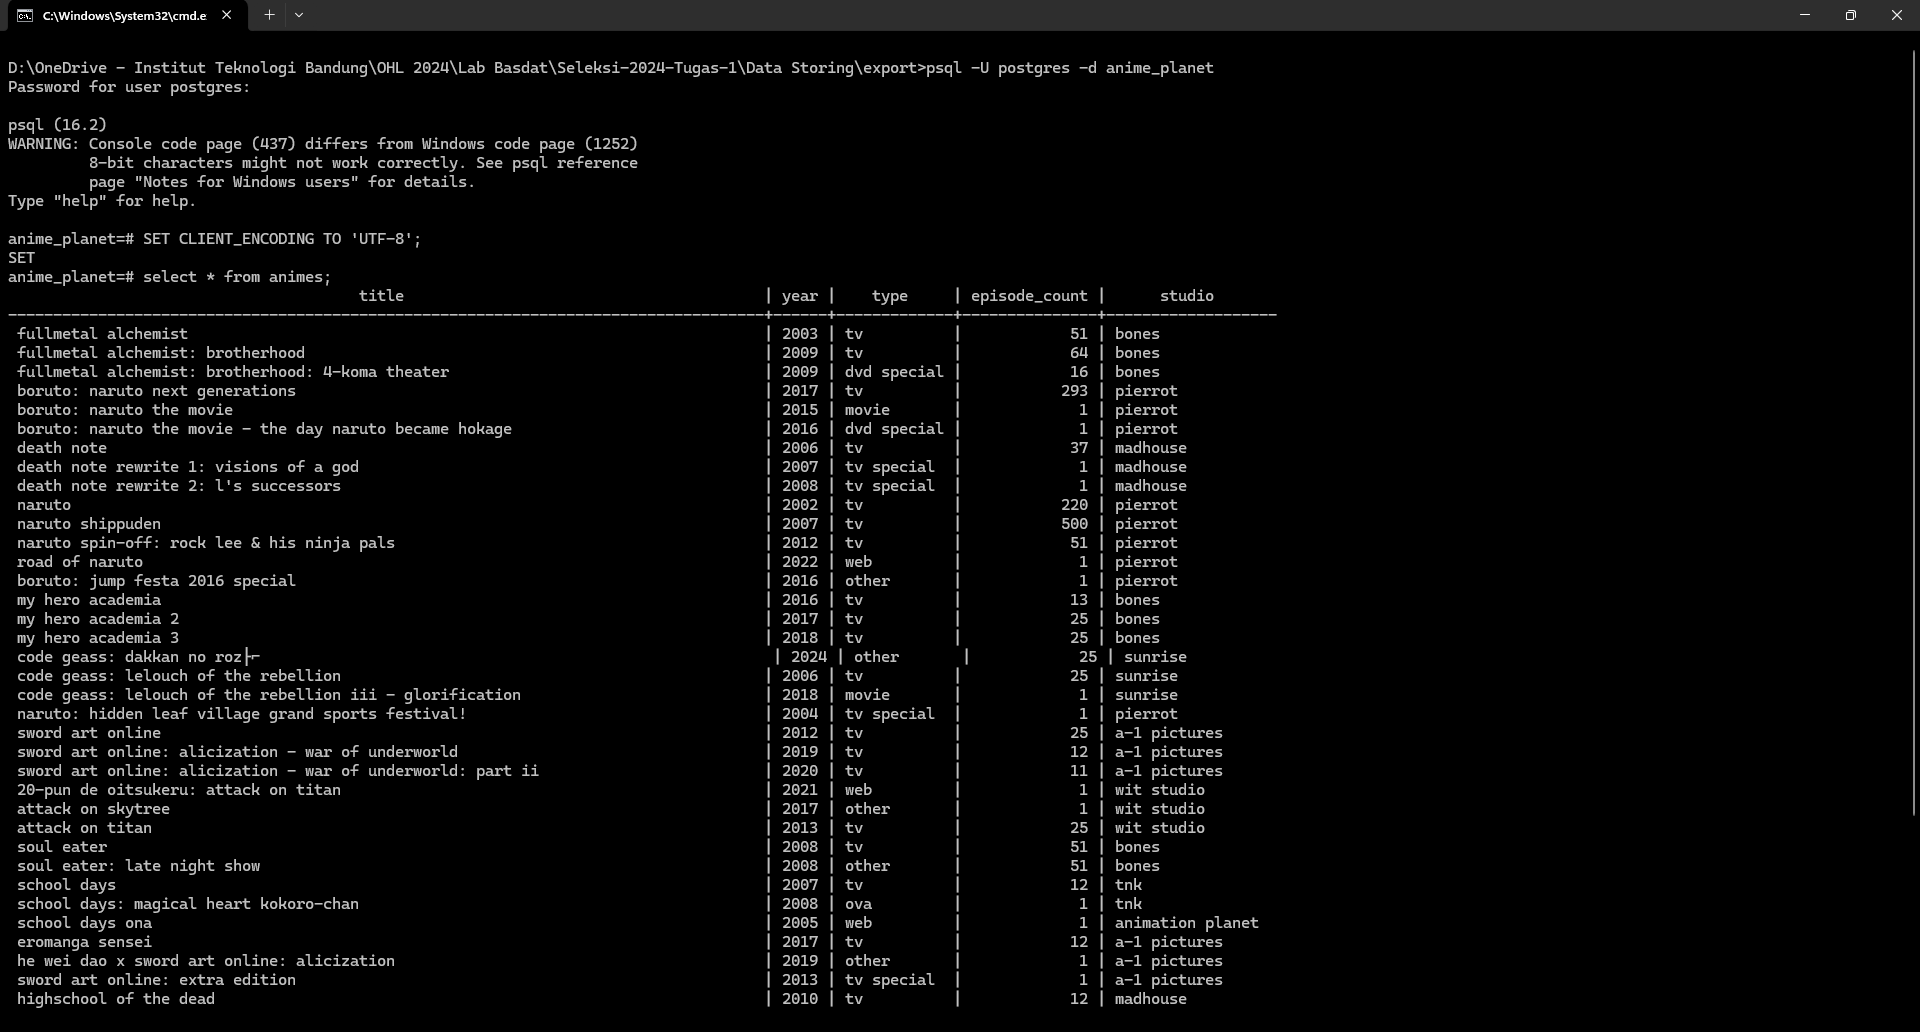 C:\Windows\System32\cmd.e
D:\OneDrive - Institut Teknologi Bandung\OHL 2024\Lab Basdat\Seleksi-2024-Tugas-1\Data Storing\export>psql -U postgres -d anime_planet
Password for user postgres:
psql (16.2)
WARNING: Console code page (437) differs from Windows code page (1252)
8-bit characters might not work correctly. See psql reference
page "Notes for Windows users" for details.
Type "help" for help.
anime_planet=# SET CLIENT_ENCODING TO 'UTF-8';
SET
anime_planet=# select * from animes;
title | year | type | episode_count | studio
fullmetal alchemist | 2003 | tv | 51 | bones
fullmetal alchemist: brotherhood | 2009 | tv | 64 | bones
fullmetal alchemist: brotherhood: 4-koma theater | 2009 | dvd special | 16 | bones
boruto: naruto next generations | 2017 | tv | 293 | pierrot
boruto: naruto the movie | 2015 | movie | 1 | pierrot
boruto: naruto the movie - the day naruto became hokage | 2016 | dvd special | 1 | pierrot
death note | 2006 | tv | 37 | madhouse
death note rewrite 1: visions of a god | 2007 | tv special | 1 | madhouse
death note rewrite 2: l's successors | 2008 | tv special | 1 | madhouse
naruto | 2002 | tv | 220 | pierrot
naruto shippuden | 2007 | tv | 500 | pierrot
naruto spin-off: rock lee & his ninja pals | 2012 | tv | 51 | pierrot
road of naruto | 2022 | web | 1 | pierrot
boruto: jump festa 2016 special | 2016 | other | 1 | pierrot
my hero academia | 2016 | tv | 13 | bones
my hero academia 2 | 2017 | tv | 25 | bones
my hero academia 3 | 2018 | tv | 25 | bones
code geass: dakkan no roz├⌐ | 2024 | other | 25 | sunrise
code geass: lelouch of the rebellion | 2006 | tv | 25 | sunrise
code geass: lelouch of the rebellion iii - glorification | 2018 | movie | 1 | sunrise
naruto: hidden leaf village grand sports festival! | 2004 | tv special | 1 | pierrot
sword art online | 2012 | tv | 25 | a-1 pictures
sword art online: alicization - war of underworld | 2019 | tv | 12 | a-1 pictures
sword art online: alicization - war of underworld: part ii | 2020 | tv | 11 | a-1 pictures
20-pun de oitsukeru: attack on titan | 2021 | web | 1 | wit studio
attack on skytree | 2017 | other | 1 | wit studio
attack on titan | 2013 | tv | 25 | wit studio
soul eater | 2008 | tv | 51 | bones
soul eater: late night show | 2008 | other | 51 | bones
school days | 2007 | tv | 12 | tnk
school days: magical heart kokoro-chan | 2008 | ova | 1 | tnk
school days ona | 2005 | web | 1 | animation planet
eromanga sensei | 2017 | tv | 12 | a-1 pictures
he wei dao x sword art online: alicization | 2019 | other | 1 | a-1 pictures
sword art online: extra edition | 2013 | tv special | 1 | a-1 pictures
highschool of the dead | 2010 | tv | 12 | madhouse